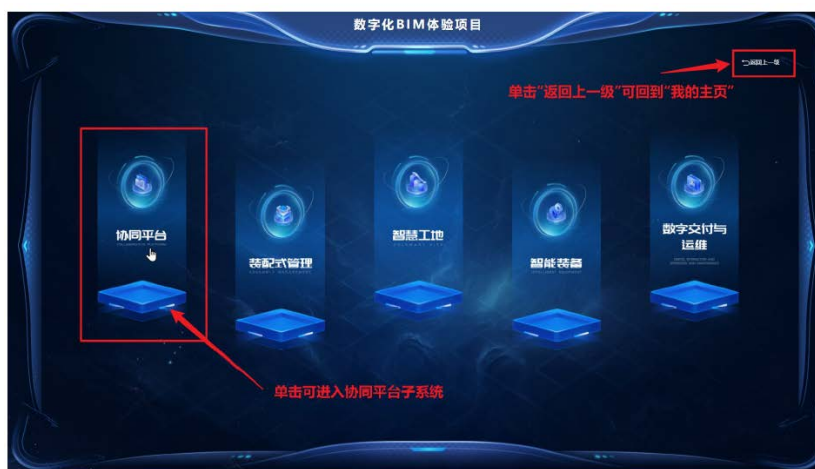 数字化BIM体验项目
返回上一级
单击“返回上一级”可回到“我的主页”
协同平台
装配式管理
智慧工地
智能装备
数字交付与
运维
单击可进入协同平台子系统